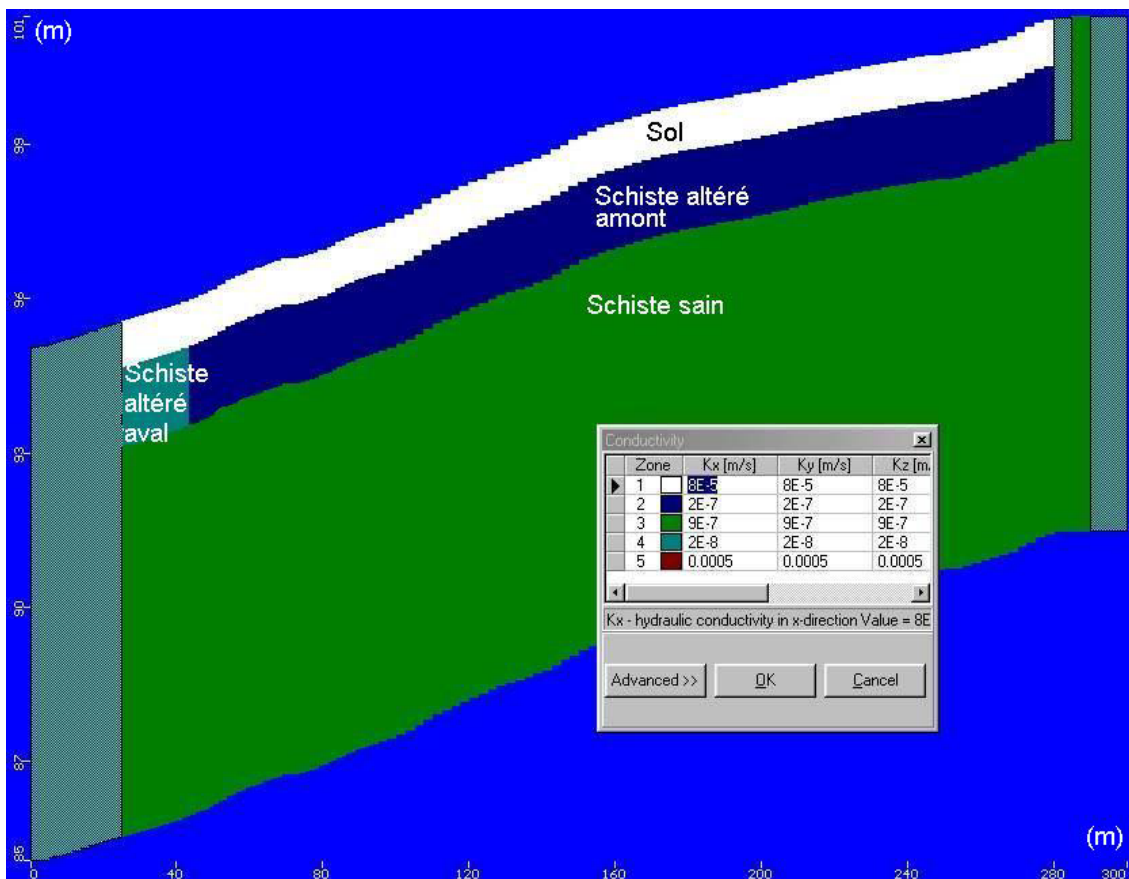 101
(m)
99
Sol
Schiste altéré
amont
96
Schiste sain
Schiste
altéré
aval
93
Conductivity
Zone Kx [m/s] Ky [m/s] Kz [m.
1 8E-5 8E-5 8E-5
2 2E-7 2E-7 2E-7
3 9E-7 9E-7 9E-7
4 2E-8 2E-8 2E-8
5 0.0005 0.0005 0.0005
Kx - hydraulic conductivity in x-direction Value = 8E
Advanced >> OK Cancel
90
87
(m)
85
0 40 80 120 160 200 240 280 300